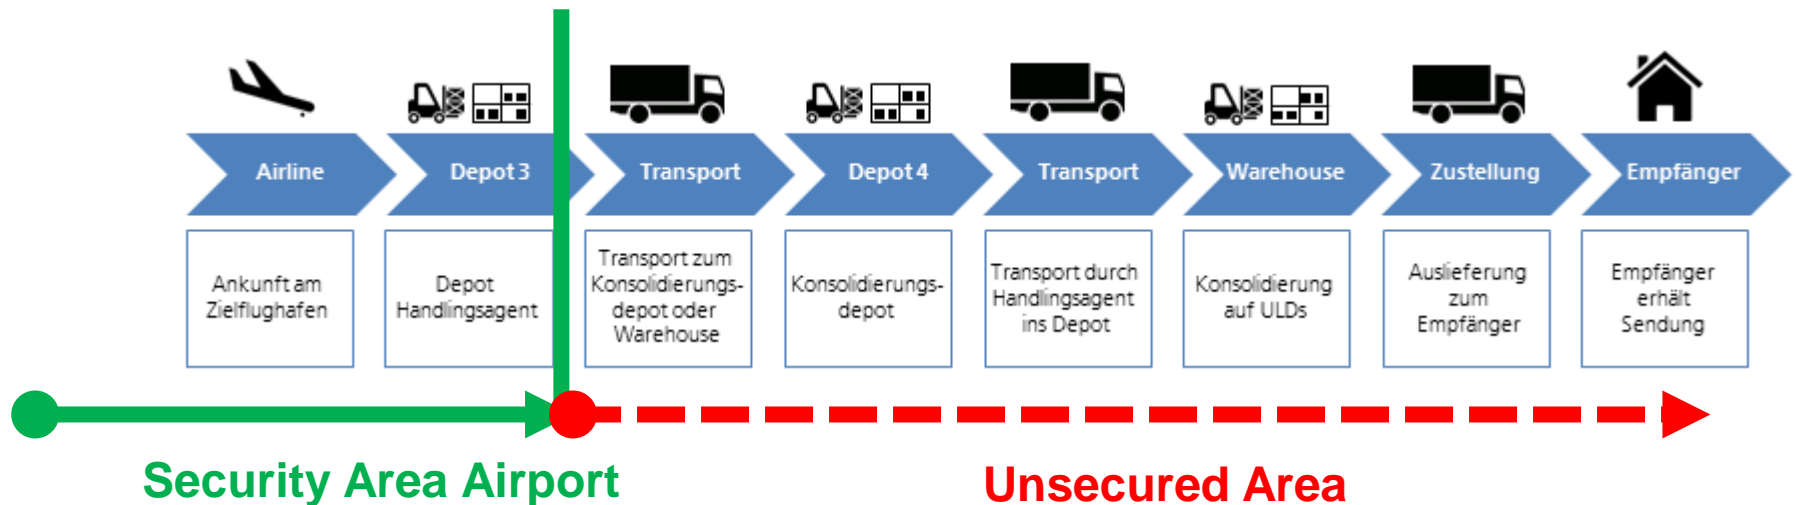 Airline
Depot 3
Transport
Depot 4
Transport
Warehouse
Zustellung
Empfänger
Ankunft am
Zielflughafen
Depot
Handlingsagent
Transport zum
Konsolidierungs-
depot oder
Warehouse
Konsolidierungs-
depot
Transport durch
Handlingsagent
ins Depot
Konsolidierung
auf ULDs
Auslieferung
zum
Empfänger
Empfänger
erhält
Sendung
Security Area Airport
Unsecured Area